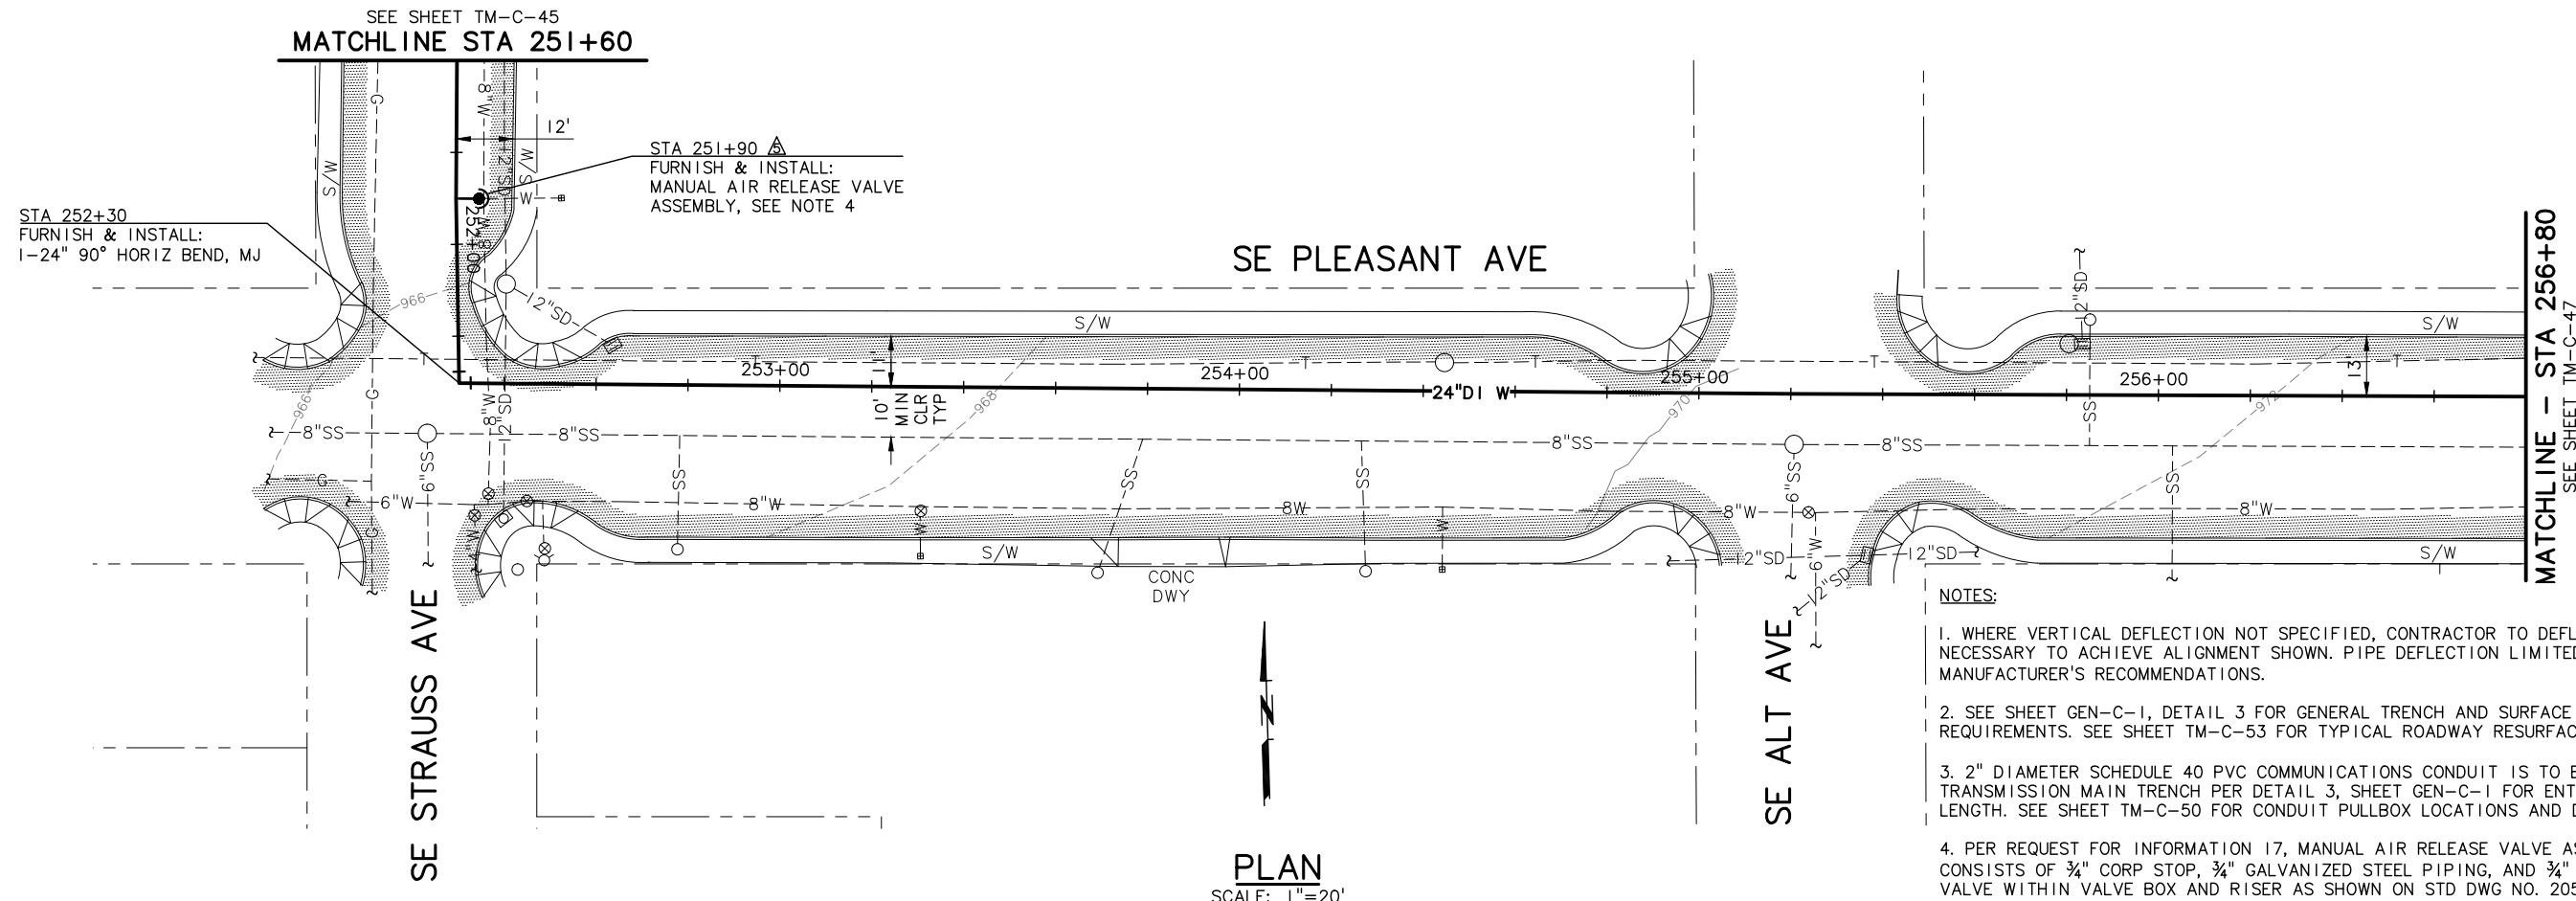 SEE SHEET TM-C-45
MATCHLINE STA 251+60
12'
STA 251+90 5
FURNISH & INSTALL:
MANUAL AIR RELEASE VALVE
ASSEMBLY, SEE NOTE 4
STA 252+30
FURNISH & INSTALL:
1-24" 90° HORIZ BEND, MJ
G
8"W
12"SD
S/W
S/W
W
8"W
252+00
966
12"SD
SE PLEASANT AVE
S/W
12"SD
S/W
T
T
T
T
T
T
253+00
254+00
255+00
256+00
11'
13'
24"DI W
10'
MIN
CLR
TYP
966
968
970
972
G
8"W
12"SD
8"SS
8"SS
8"SS
8"SS
SS
6"SS
SS
SS
SS
6"SS
SS
G
6"W
8"W
8W
8"W
8"W
W
W
G
4"W
S/W
6"W
12"SD
12"SD
12"SD
S/W
CONC
DWY
SE STRAUSS AVE
SE ALT AVE
N
MATCHLINE - STA 256+80
SEE SHEET TM-C-47
NOTES:
1. WHERE VERTICAL DEFLECTION NOT SPECIFIED, CONTRACTOR TO DEFL
NECESSARY TO ACHIEVE ALIGNMENT SHOWN. PIPE DEFLECTION LIMITED
MANUFACTURER'S RECOMMENDATIONS.
2. SEE SHEET GEN-C-1, DETAIL 3 FOR GENERAL TRENCH AND SURFACE
REQUIREMENTS. SEE SHEET TM-C-53 FOR TYPICAL ROADWAY RESURFAC
3. 2" DIAMETER SCHEDULE 40 PVC COMMUNICATIONS CONDUIT IS TO B
TRANSMISSION MAIN TRENCH PER DETAIL 3, SHEET GEN-C-1 FOR ENT
LENGTH. SEE SHEET TM-C-50 FOR CONDUIT PULLBOX LOCATIONS AND D
4. PER REQUEST FOR INFORMATION 17, MANUAL AIR RELEASE VALVE AS
CONSISTS OF ¾" CORP STOP, ¾" GALVANIZED STEEL PIPING, AND ¾"
VALVE WITHIN VALVE BOX AND RISER AS SHOWN ON STD DWG NO. 205
PLAN
SCALE: 1"=20'